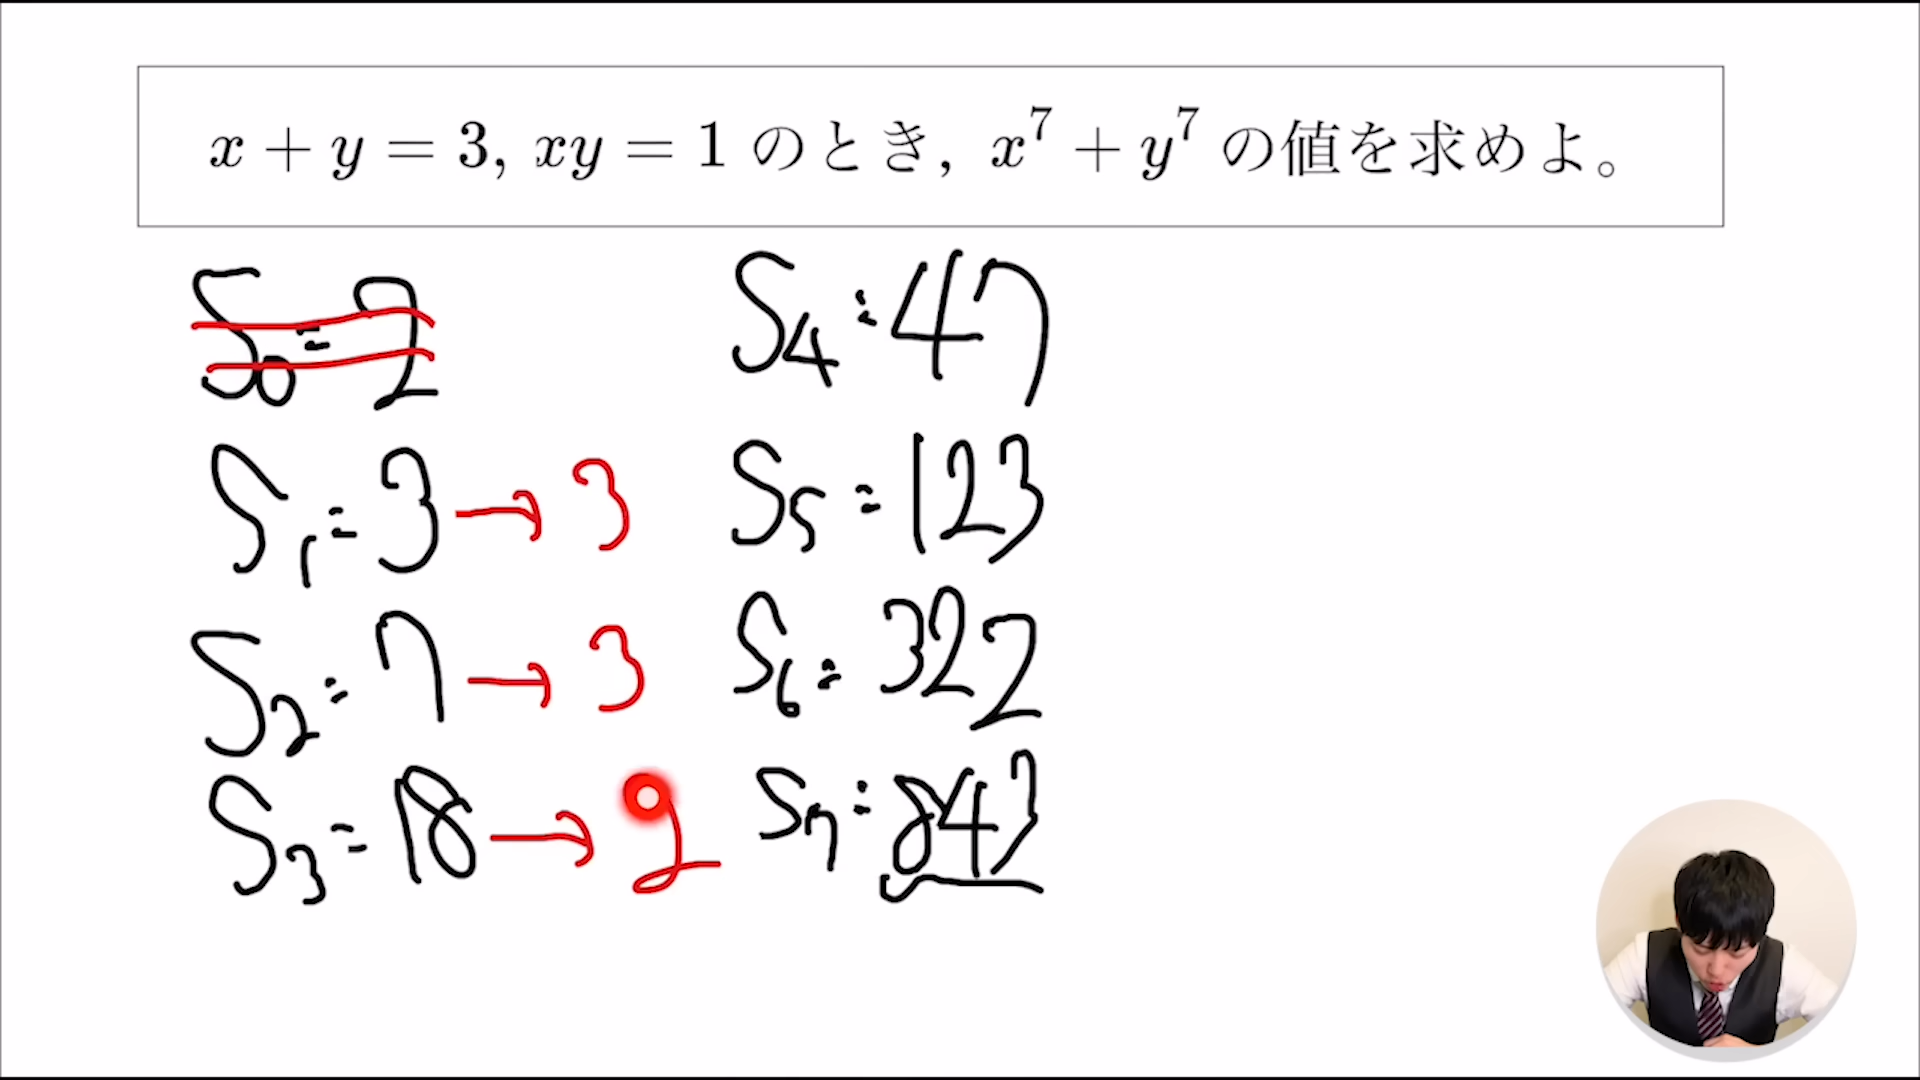 x + y = 3, xy = 1 のとき, x⁷ + y⁷ の値を求めよ。
S₀ = 2
S₁ = 3 → 3
S₂ = 7 → 3
S₃ = 18 → 2
S₄ = 47
S₅ = 123
S₆ = 322
S₇ = 843